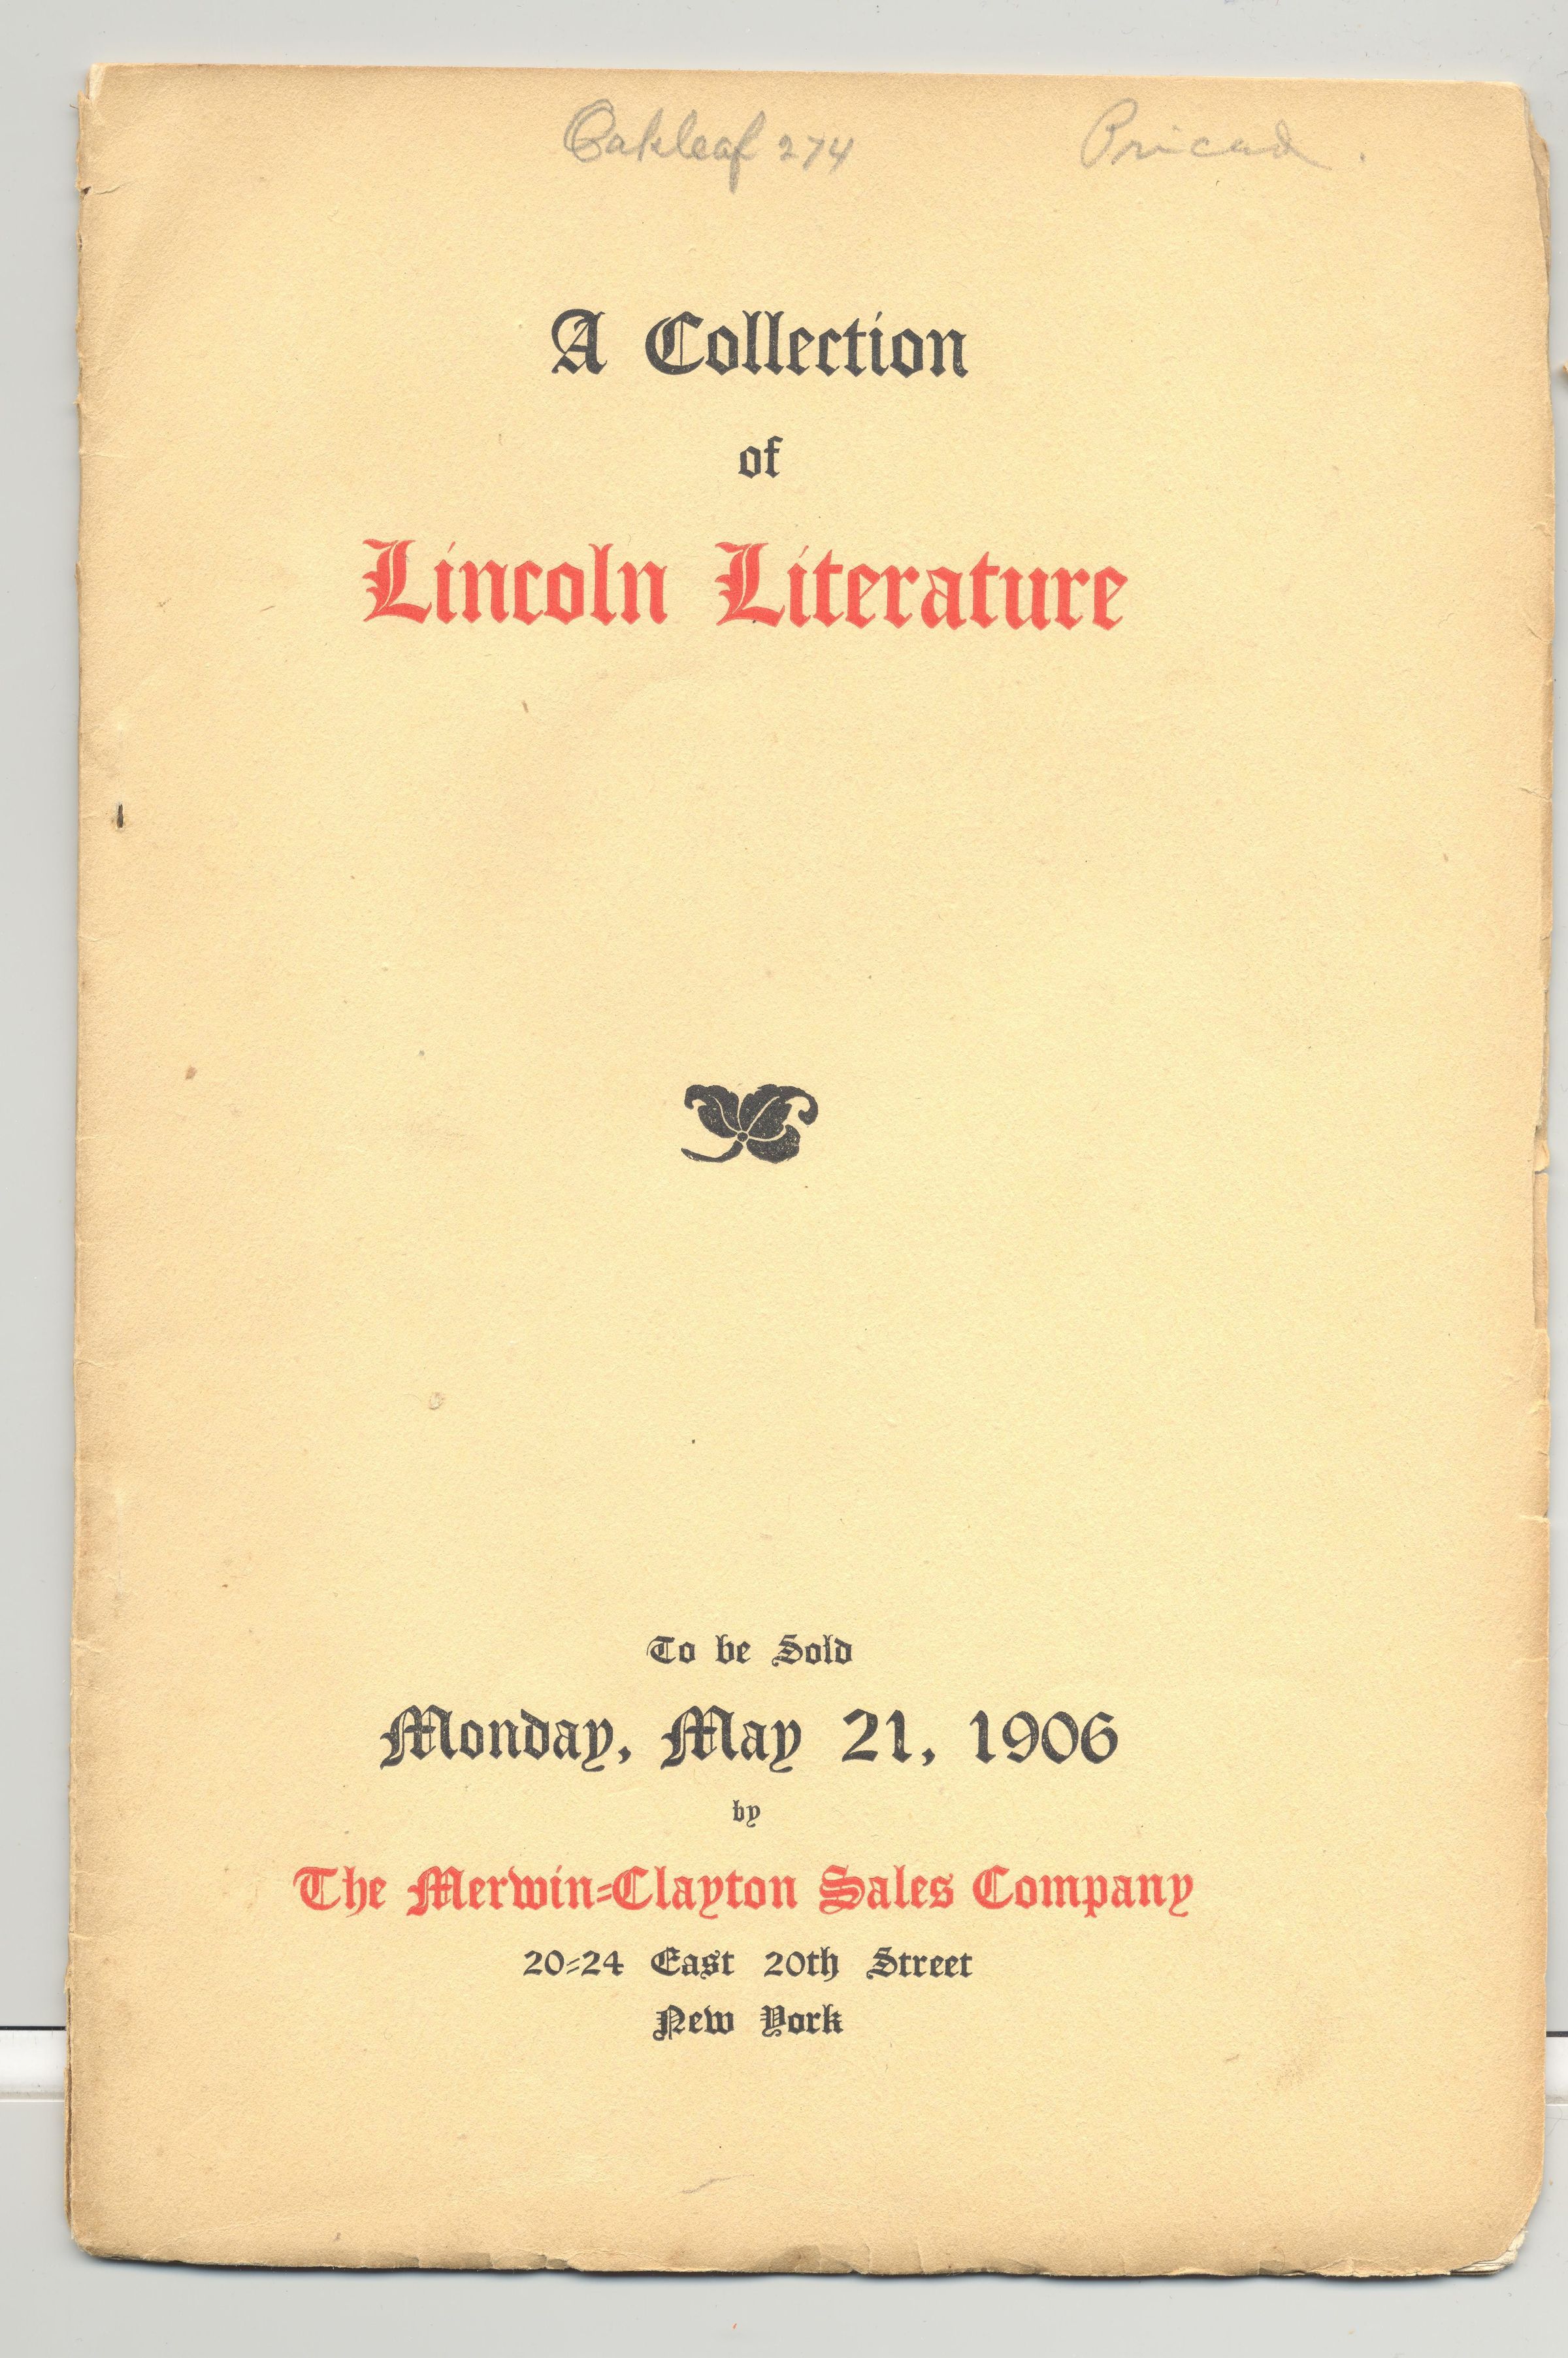 Oakleaf 274 Priced.
A Collection
of
Lincoln Literature
To be Sold
Monday, May 21, 1906
by
The Merwin-Clayton Sales Company
20-24 East 20th Street
New York